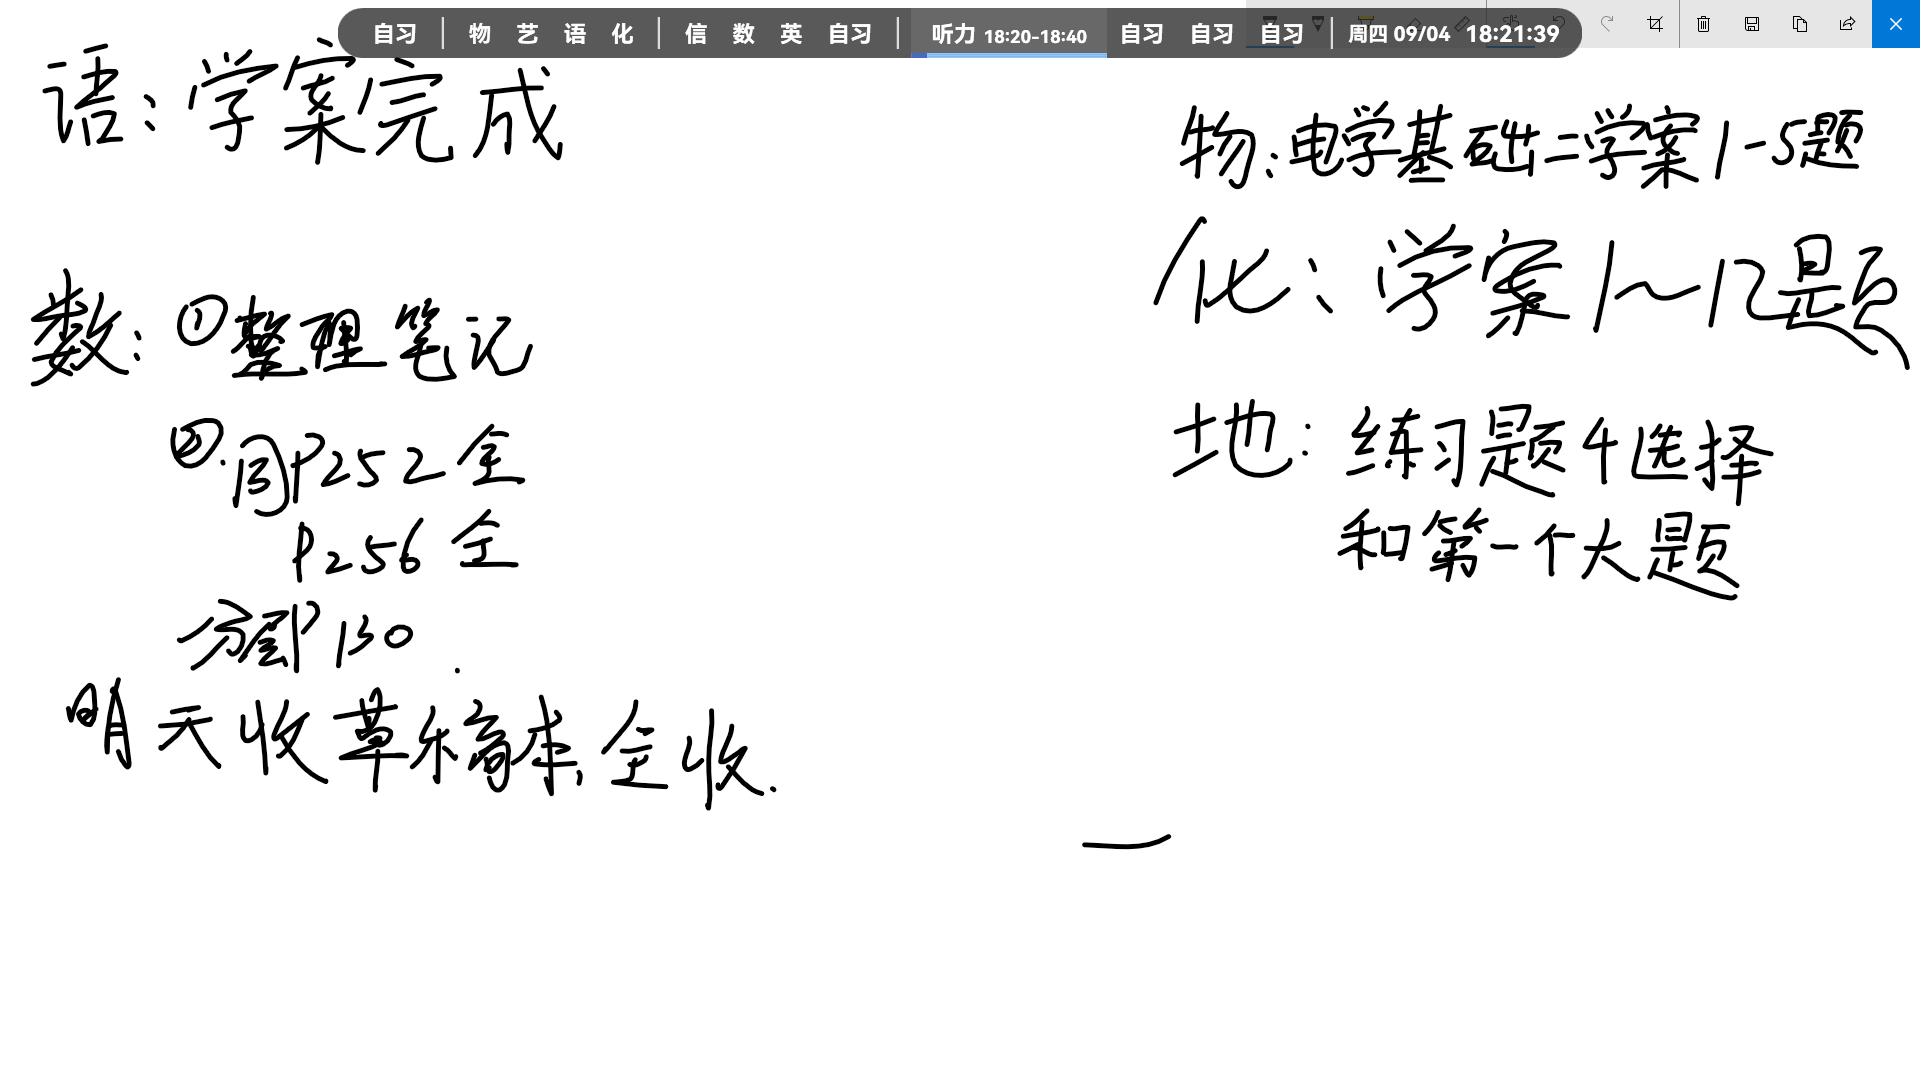 自习 | 物 艺 语 化 | 信 数 英 自习 | 听力 18:20-18:40 自习 自习 自习 | 周四 09/04 18:21:39
语：学案完成
数：①整理笔记
②.同P252全
P256全
分层P130
明天收草稿本,全收.
物：电学基础二学案1-5题
化：学案1~12题
地：练习题4选择
和第一个大题